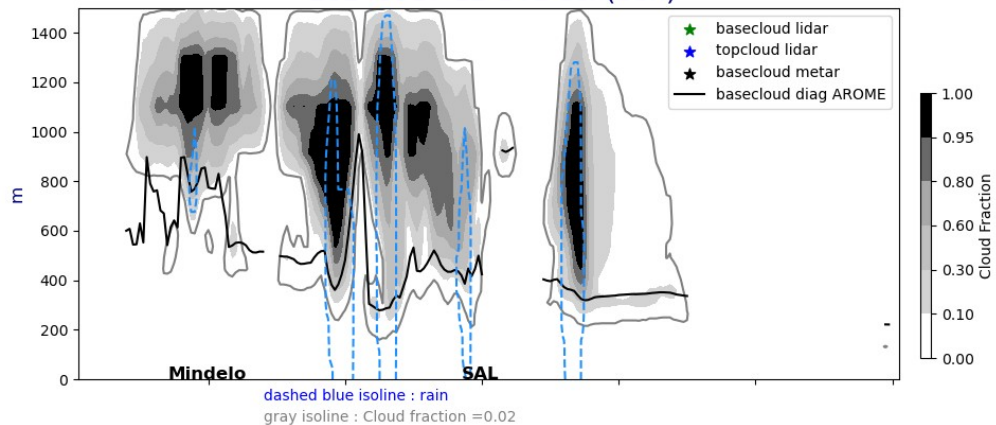 1400
1200
1000
800
600
400
200
0
m
basecloud lidar
topcloud lidar
basecloud metar
basecloud diag AROME
1.00
0.95
0.80
0.60
0.30
0.10
0.00
Cloud Fraction
Mindelo
SAL
dashed blue isoline : rain
gray isoline : Cloud fraction =0.02